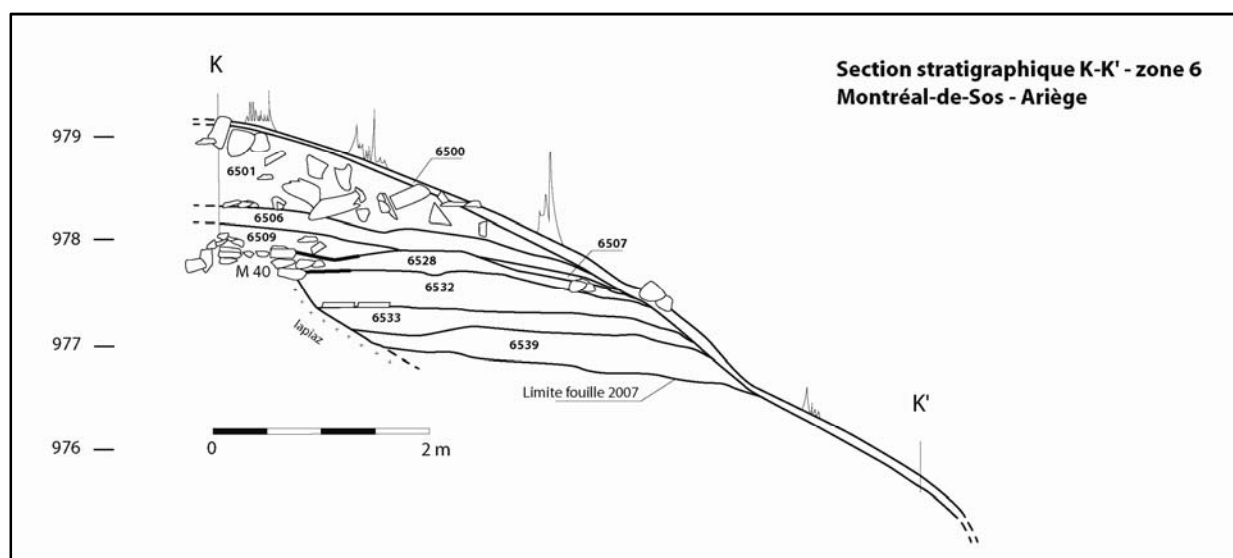 Section stratigraphique K-K' - zone 6
Montréal-de-Sos - Ariège
K
979
6500
6501
6506
978
6509
6507
6528
M 40
6532
6533
lapiaz
977
6539
Limite fouille 2007
K'
976
0 2 m